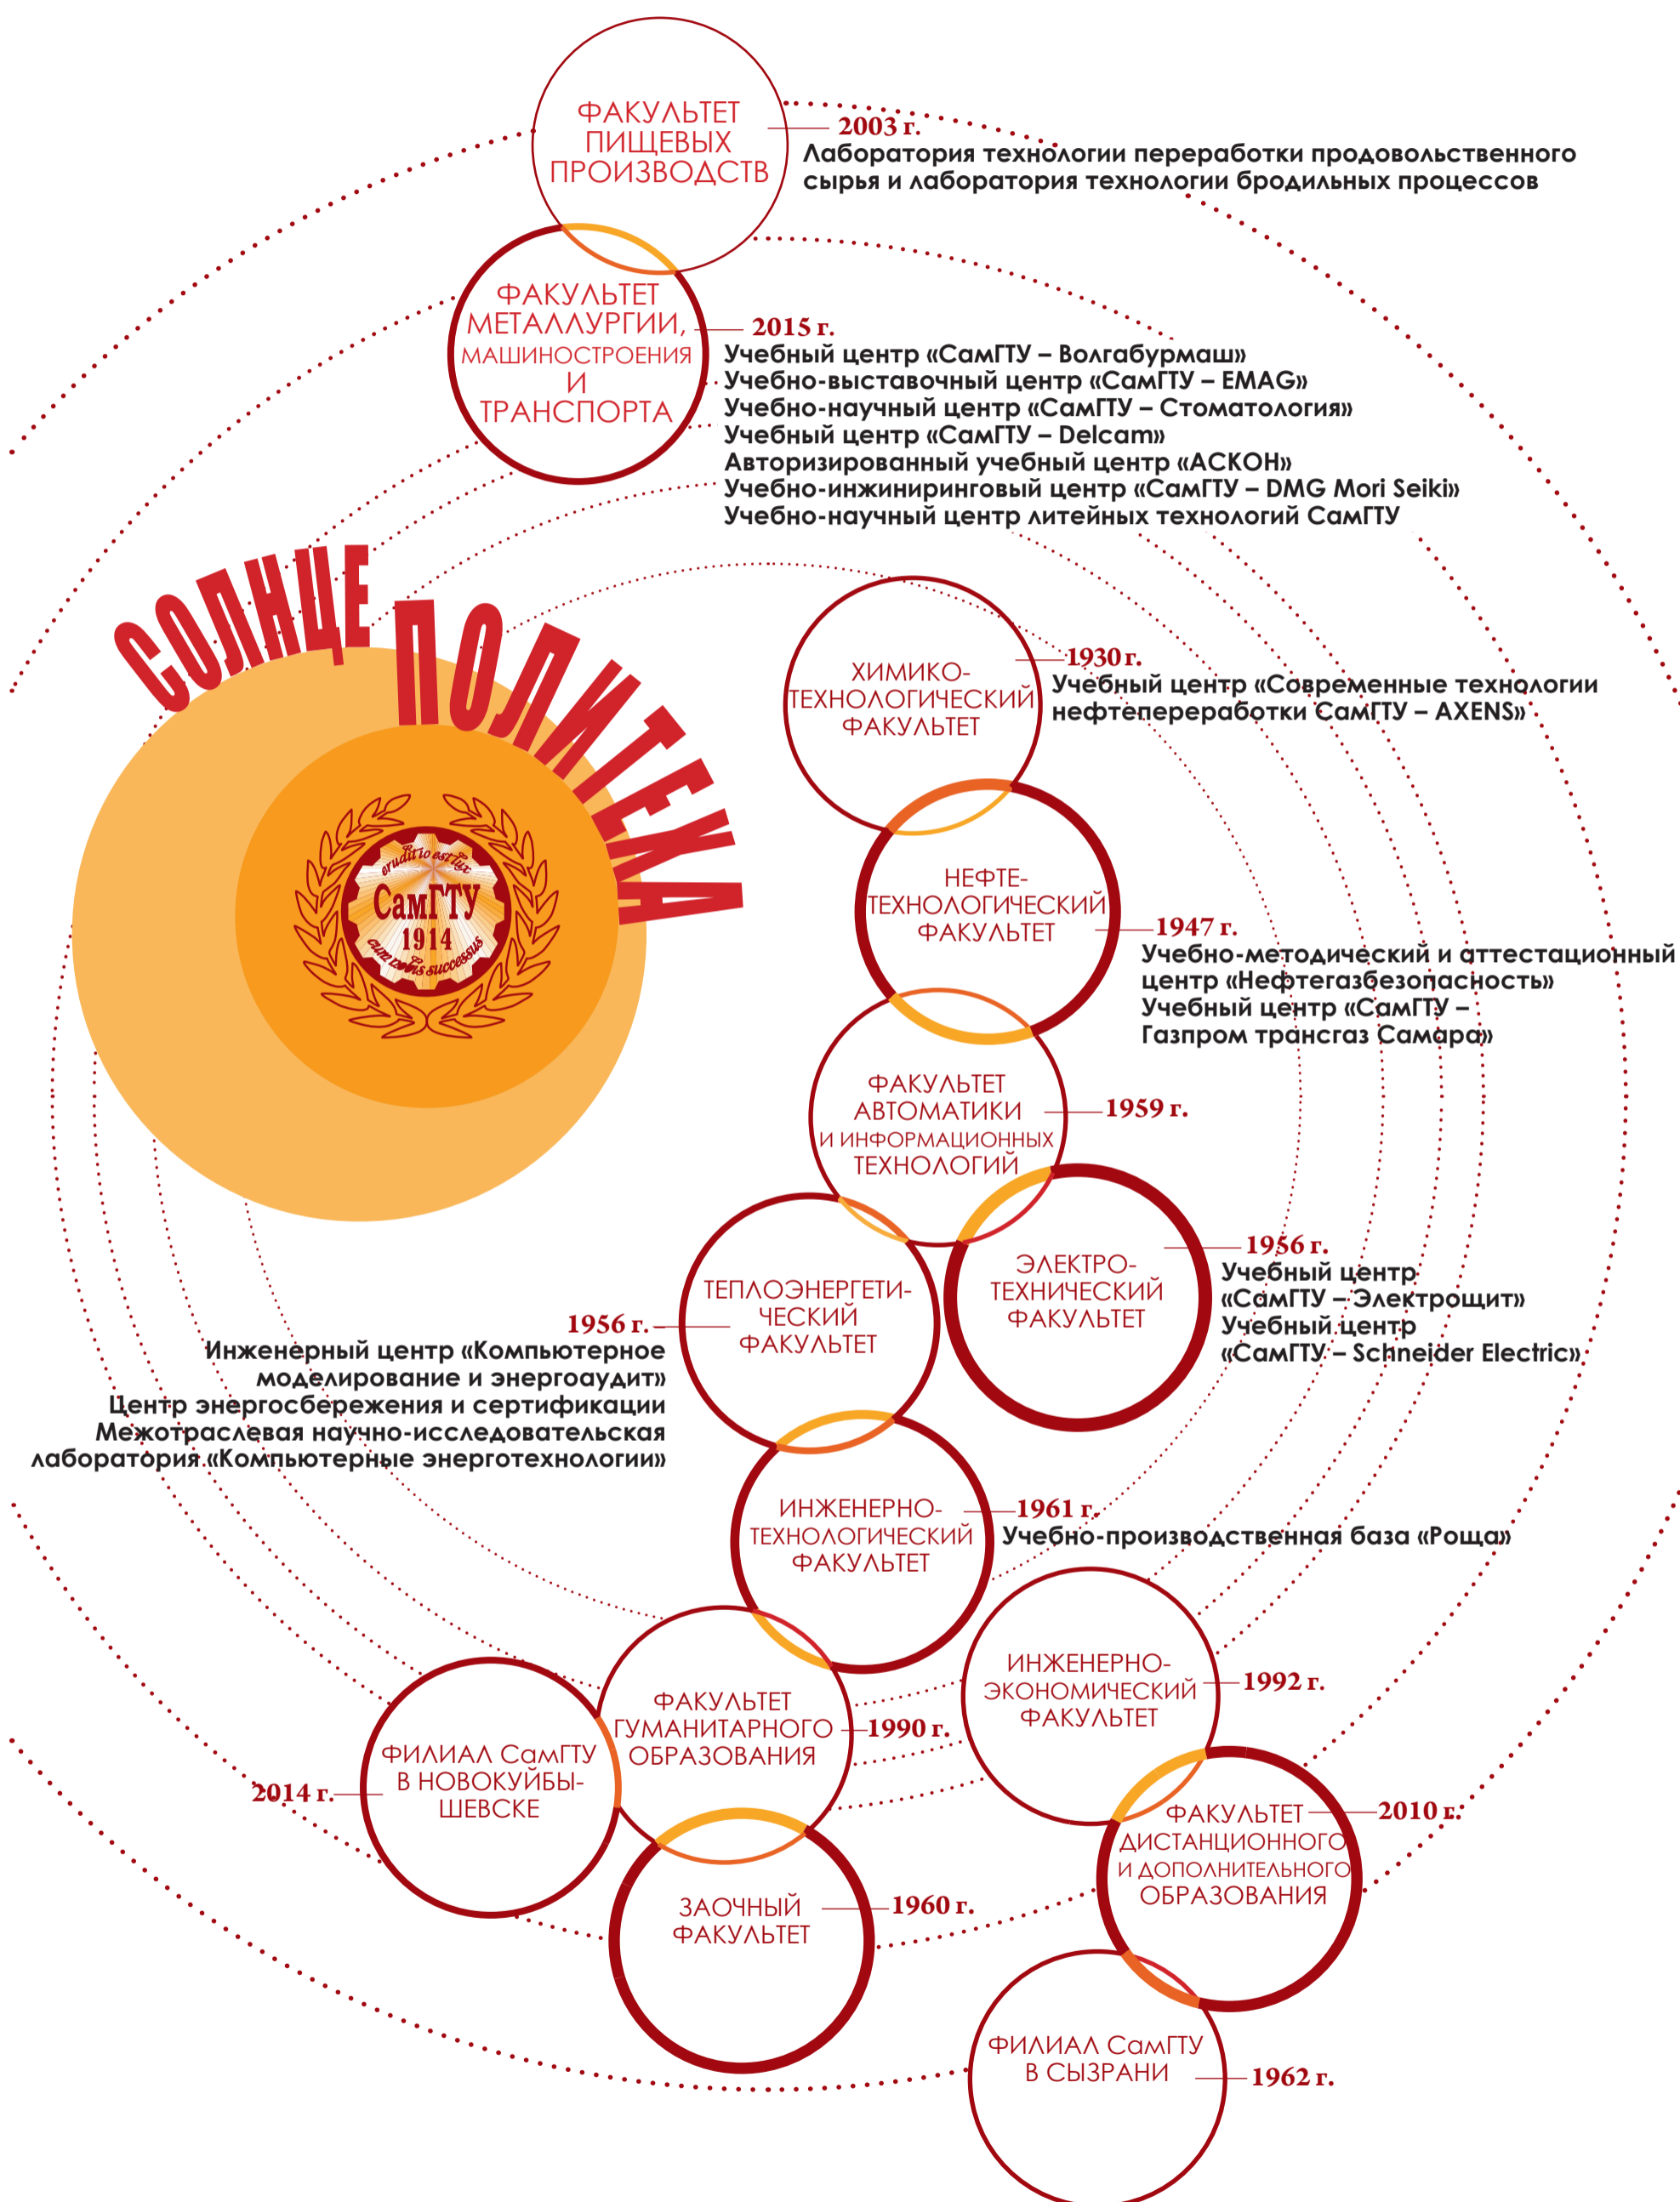 ФАКУЛЬТЕТ
ПИЩЕВЫХ
ПРОИЗВОДСТВ
2003 г.
Лаборатория технологии переработки продовольственного
сырья и лаборатория технологии бродильных процессов
ФАКУЛЬТЕТ
МЕТАЛЛУРГИИ,
МАШИНОСТРОЕНИЯ
И
ТРАНСПОРТА
2015 г.
Учебный центр «СамГТУ – Волгабурмаш»
Учебно-выставочный центр «СамГТУ – EMAG»
Учебно-научный центр «СамГТУ – Стоматология»
Учебный центр «СамГТУ – Delcam»
Авторизированный учебный центр «АСКОН»
Учебно-инжиниринговый центр «СамГТУ – DMG Mori Seiki»
Учебно-научный центр литейных технологий СамГТУ
СОЛНЦЕ ПОЛИТЕХА
eruditio est lux
СамГТУ
1914
cum nobis successus
ХИМИКО-
ТЕХНОЛОГИЧЕСКИЙ
ФАКУЛЬТЕТ
1930 г.
Учебный центр «Современные технологии
нефтепереработки СамГТУ – AXENS»
НЕФТЕ-
ТЕХНОЛОГИЧЕСКИЙ
ФАКУЛЬТЕТ
1947 г.
Учебно-методический и аттестационный
центр «Нефтегазбезопасность»
Учебный центр «СамГТУ –
Газпром трансгаз Самара»
ФАКУЛЬТЕТ
АВТОМАТИКИ
И ИНФОРМАЦИОННЫХ
ТЕХНОЛОГИЙ
1959 г.
ЭЛЕКТРО-
ТЕХНИЧЕСКИЙ
ФАКУЛЬТЕТ
1956 г.
Учебный центр
«СамГТУ – Электрощит»
Учебный центр
«СамГТУ – Schneider Electric»
ТЕПЛОЭНЕРГЕТИ-
ЧЕСКИЙ
ФАКУЛЬТЕТ
1956 г.
Инженерный центр «Компьютерное
моделирование и энергоаудит»
Центр энергосбережения и сертификации
Межотраслевая научно-исследовательская
лаборатория «Компьютерные энерготехнологии»
ИНЖЕНЕРНО-
ТЕХНОЛОГИЧЕСКИЙ
ФАКУЛЬТЕТ
1961 г.
Учебно-производственная база «Роща»
ИНЖЕНЕРНО-
ЭКОНОМИЧЕСКИЙ
ФАКУЛЬТЕТ
1992 г.
ФАКУЛЬТЕТ
ГУМАНИТАРНОГО
ОБРАЗОВАНИЯ
1990 г.
ФИЛИАЛ СамГТУ
В НОВОКУЙБЫ-
ШЕВСКЕ
2014 г.
ФАКУЛЬТЕТ
ДИСТАНЦИОННОГО
И ДОПОЛНИТЕЛЬНОГО
ОБРАЗОВАНИЯ
2010 г.
ЗАОЧНЫЙ
ФАКУЛЬТЕТ
1960 г.
ФИЛИАЛ СамГТУ
В СЫЗРАНИ
1962 г.